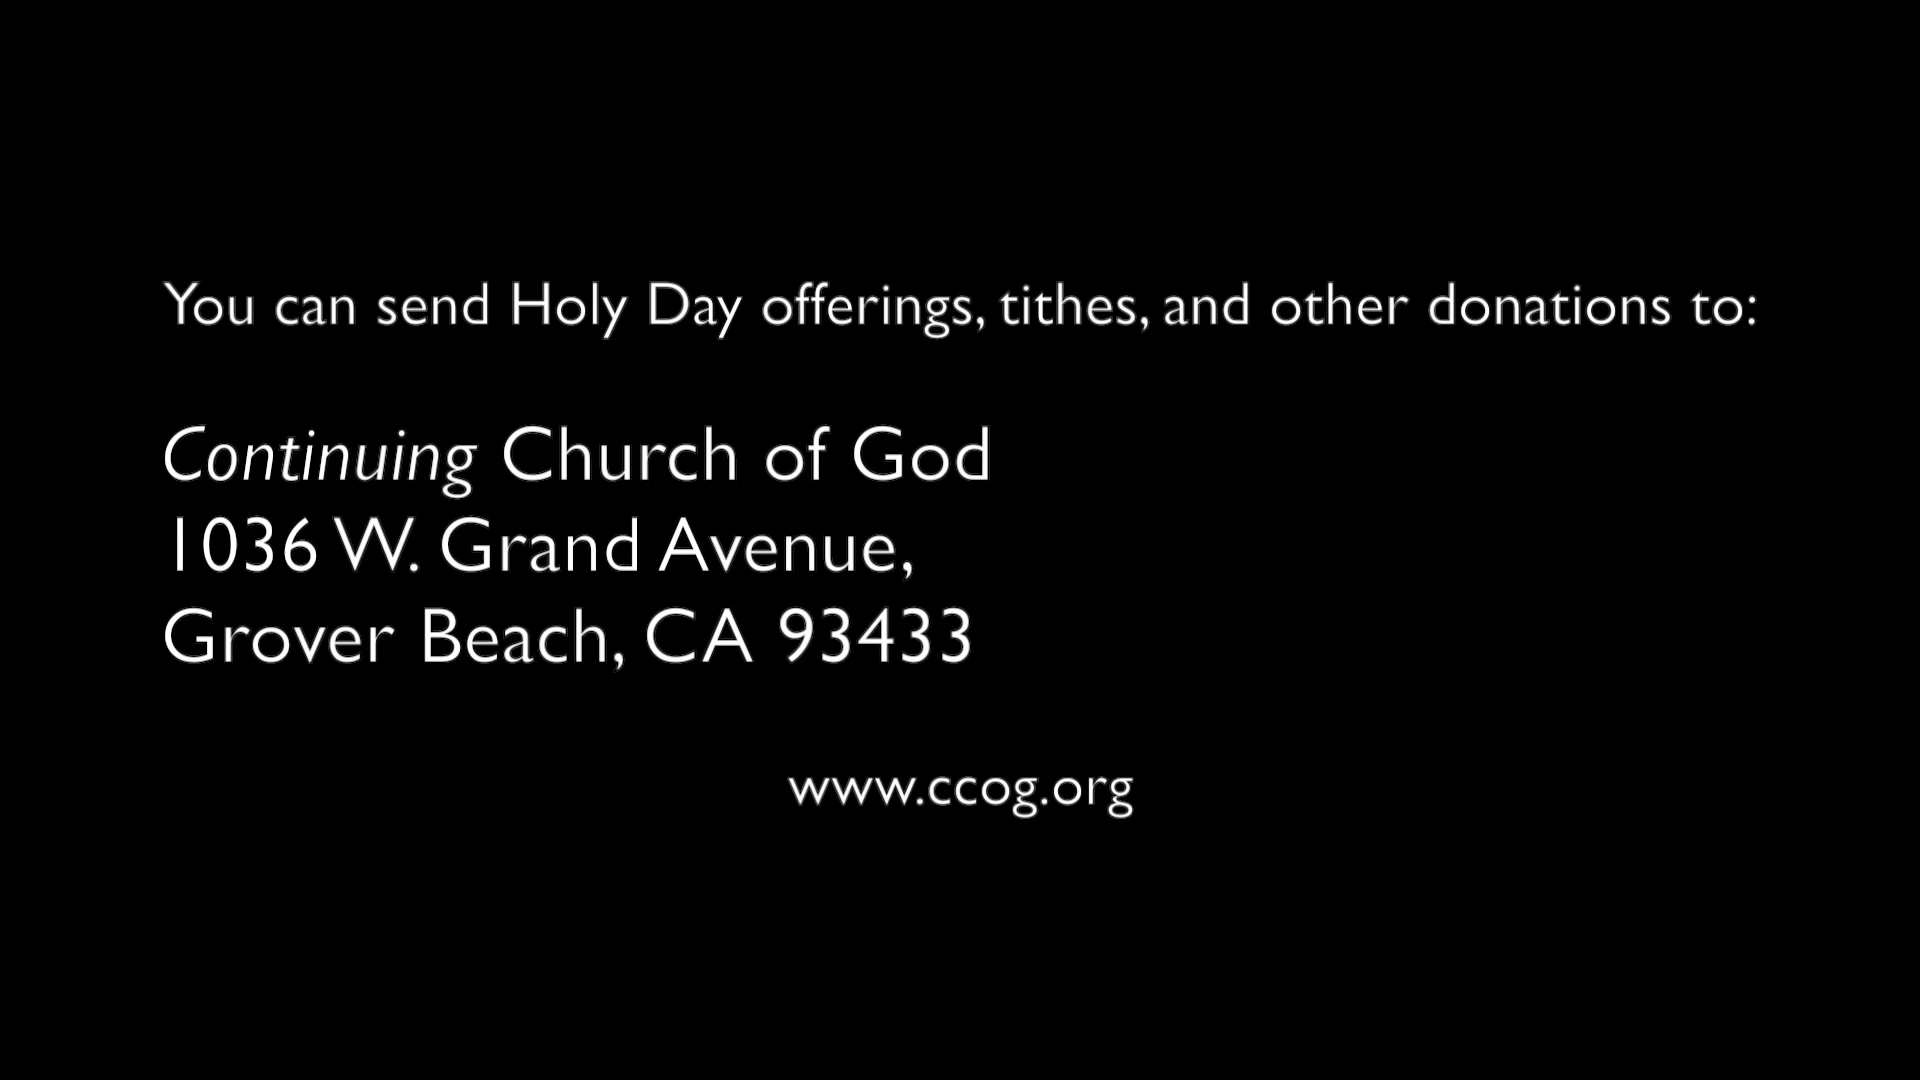 You can send Holy Day offerings, tithes, and other donations to:
Continuing Church of God
1036 W. Grand Avenue,
Grover Beach, CA 93433
www.ccog.org